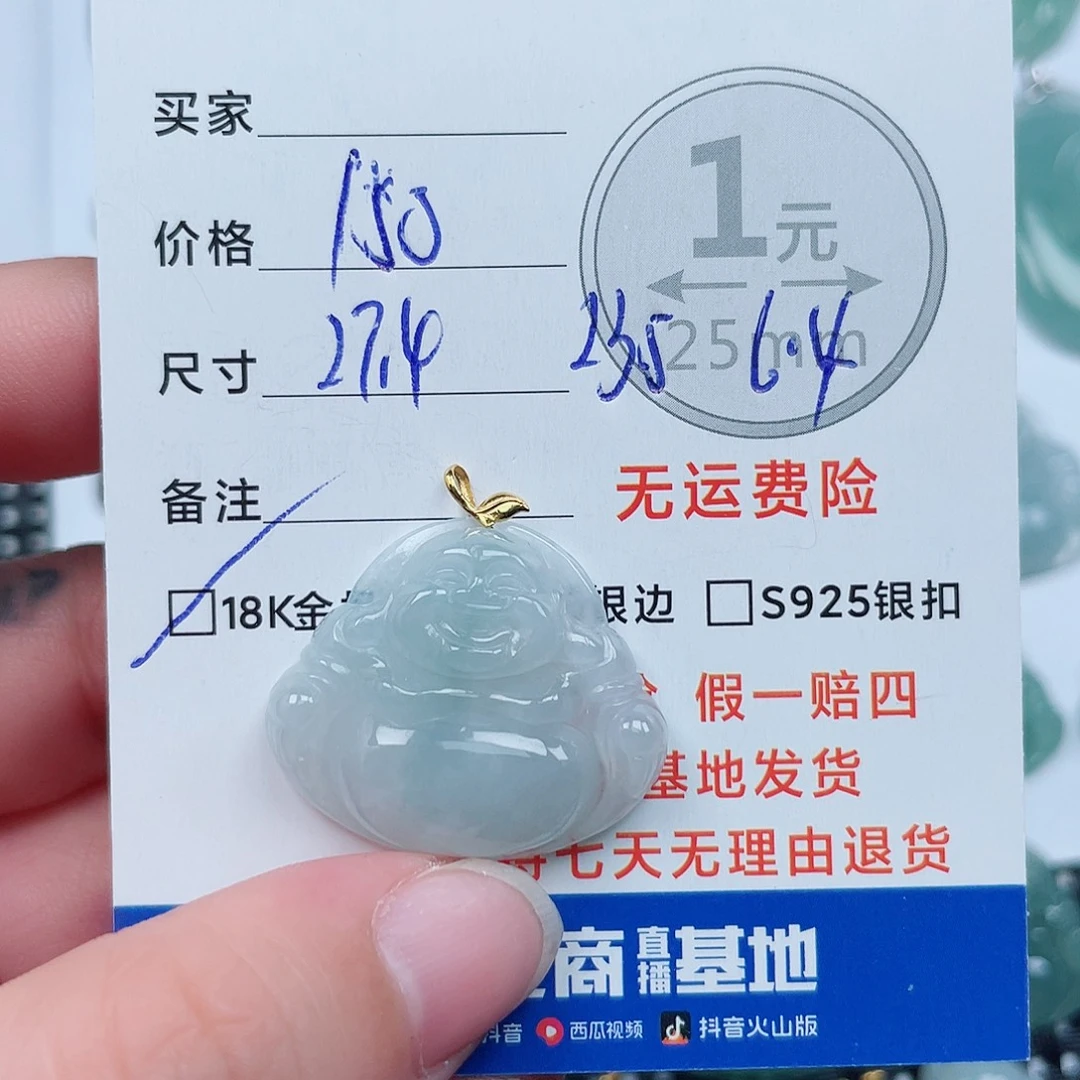 买家
1元
价格 150
25mm
尺寸 27.4 23.5 6.4
备注
无运费险
18K金 银边 S925银扣
假一赔四
基地发货
七天无理由退货
商直播基地
抖音 西瓜视频 抖音火山版